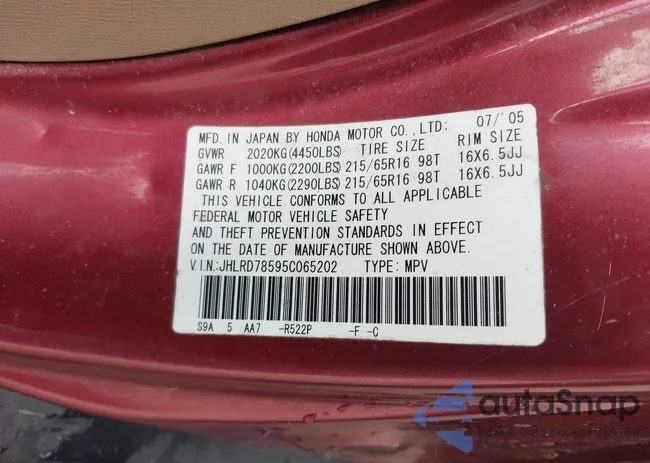 MFD. IN JAPAN BY HONDA MOTOR CO., LTD; 07/'05
GVWR 2020KG(4450LBS) TIRE SIZE RIM SIZE
GAWR F 1000KG(2200LBS) 215/65R16 98T 16X6.5JJ
GAWR R 1040KG(2290LBS) 215/65R16 98T 16X6.5JJ
THIS VEHICLE CONFORMS TO ALL APPLICABLE
FEDERAL MOTOR VEHICLE SAFETY
AND THEFT PREVENTION STANDARDS IN EFFECT
ON THE DATE OF MANUFACTURE SHOWN ABOVE.
V.I.N.:JHLRD78595C065202 TYPE: MPV
S9A 5 AA7 -R522P -F -C
autoSnap